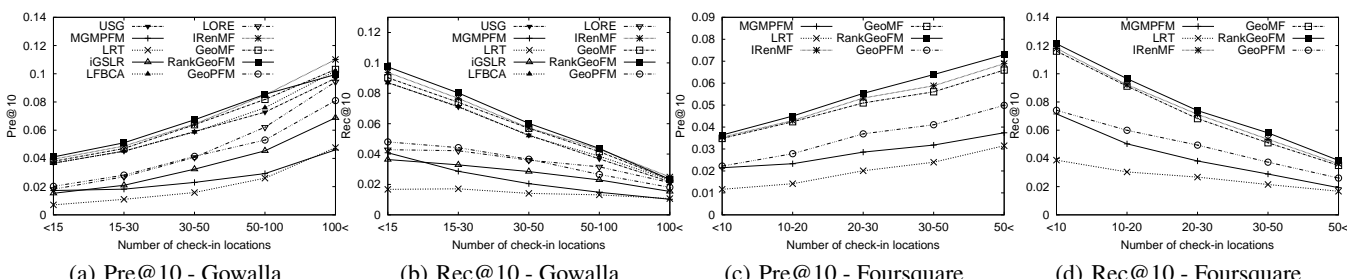 Pre@10
0.14
0.12
0.1
0.08
0.06
0.04
0.02
0
USG
MGMPFM
LRT
iGSLR
LFBCA
LORE
IRenMF
GeoMF
RankGeoFM
GeoPFM
<15
15-30
30-50
50-100
100<
Number of check-in locations
(a) Pre@10 - Gowalla
Rec@10
0.14
0.12
0.1
0.08
0.06
0.04
0.02
0
USG
MGMPFM
LRT
iGSLR
LFBCA
LORE
IRenMF
GeoMF
RankGeoFM
GeoPFM
<15
15-30
30-50
50-100
100<
Number of check-in locations
(b) Rec@10 - Gowalla
Pre@10
0.09
0.08
0.07
0.06
0.05
0.04
0.03
0.02
0.01
0
MGMPFM
LRT
IRenMF
GeoMF
RankGeoFM
GeoPFM
<10
10-20
20-30
30-50
50<
Number of check-in locations
(c) Pre@10 - Foursquare
Rec@10
0.14
0.12
0.1
0.08
0.06
0.04
0.02
0
MGMPFM
LRT
IRenMF
GeoMF
RankGeoFM
GeoPFM
<10
10-20
20-30
30-50
50<
Number of check-in locations
(d) Rec@10 - Foursquare